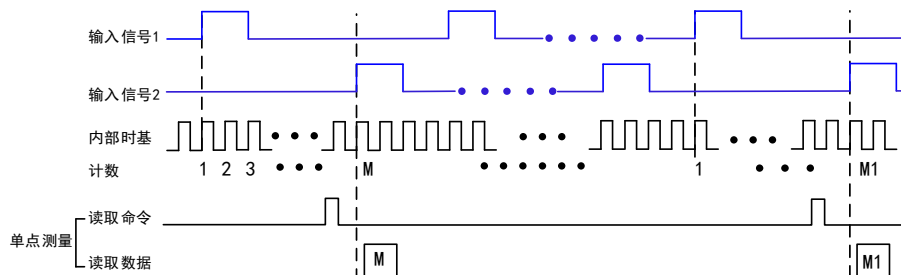 输入信号1
输入信号2
内部时基
计数 1 2 3 M 1 M1
单点测量
读取命令
读取数据 M M1